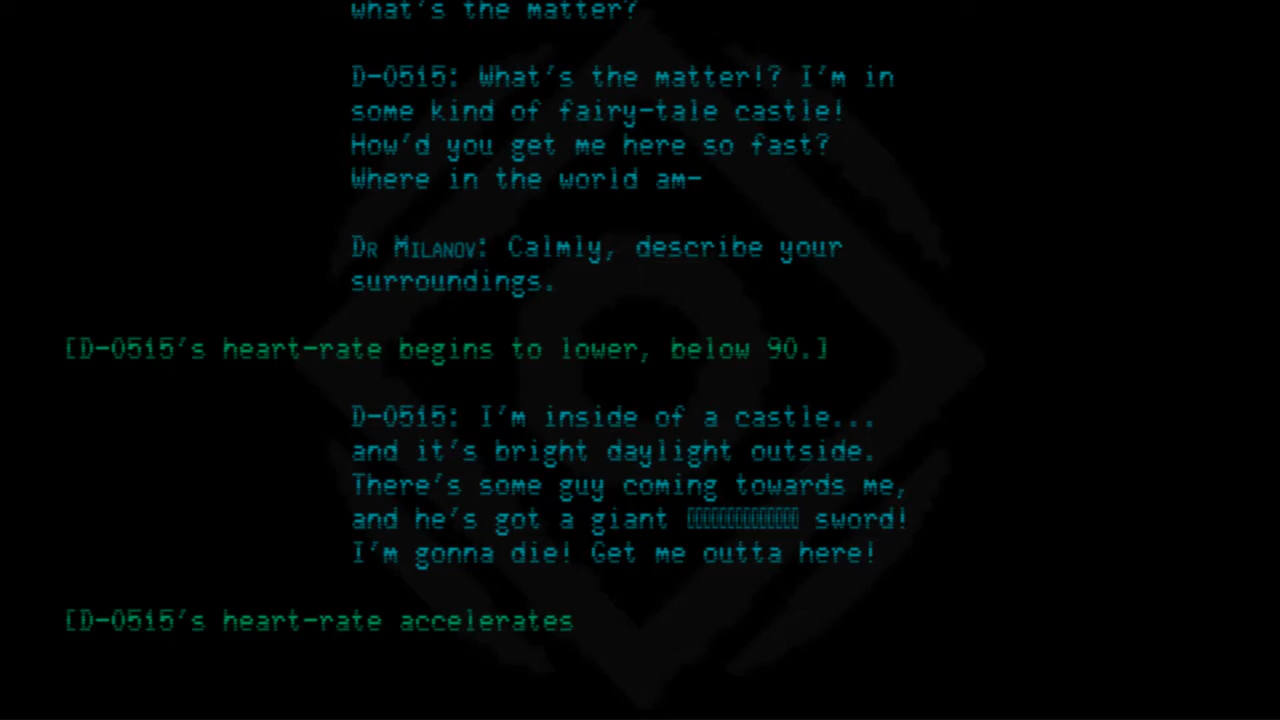 what's the matter?
D-0515: What's the matter!? I'm in
some kind of fairy-tale castle!
How'd you get me here so fast?
Where in the world am-
Dr Milanov: Calmly, describe your
surroundings.
[D-0515's heart-rate begins to lower, below 90.]
D-0515: I'm inside of a castle...
and it's bright daylight outside.
There's some guy coming towards me,
and he's got a giant ▯▯▯▯▯▯▯▯▯▯▯▯▯▯ sword!
I'm gonna die! Get me outta here!
[D-0515's heart-rate accelerates